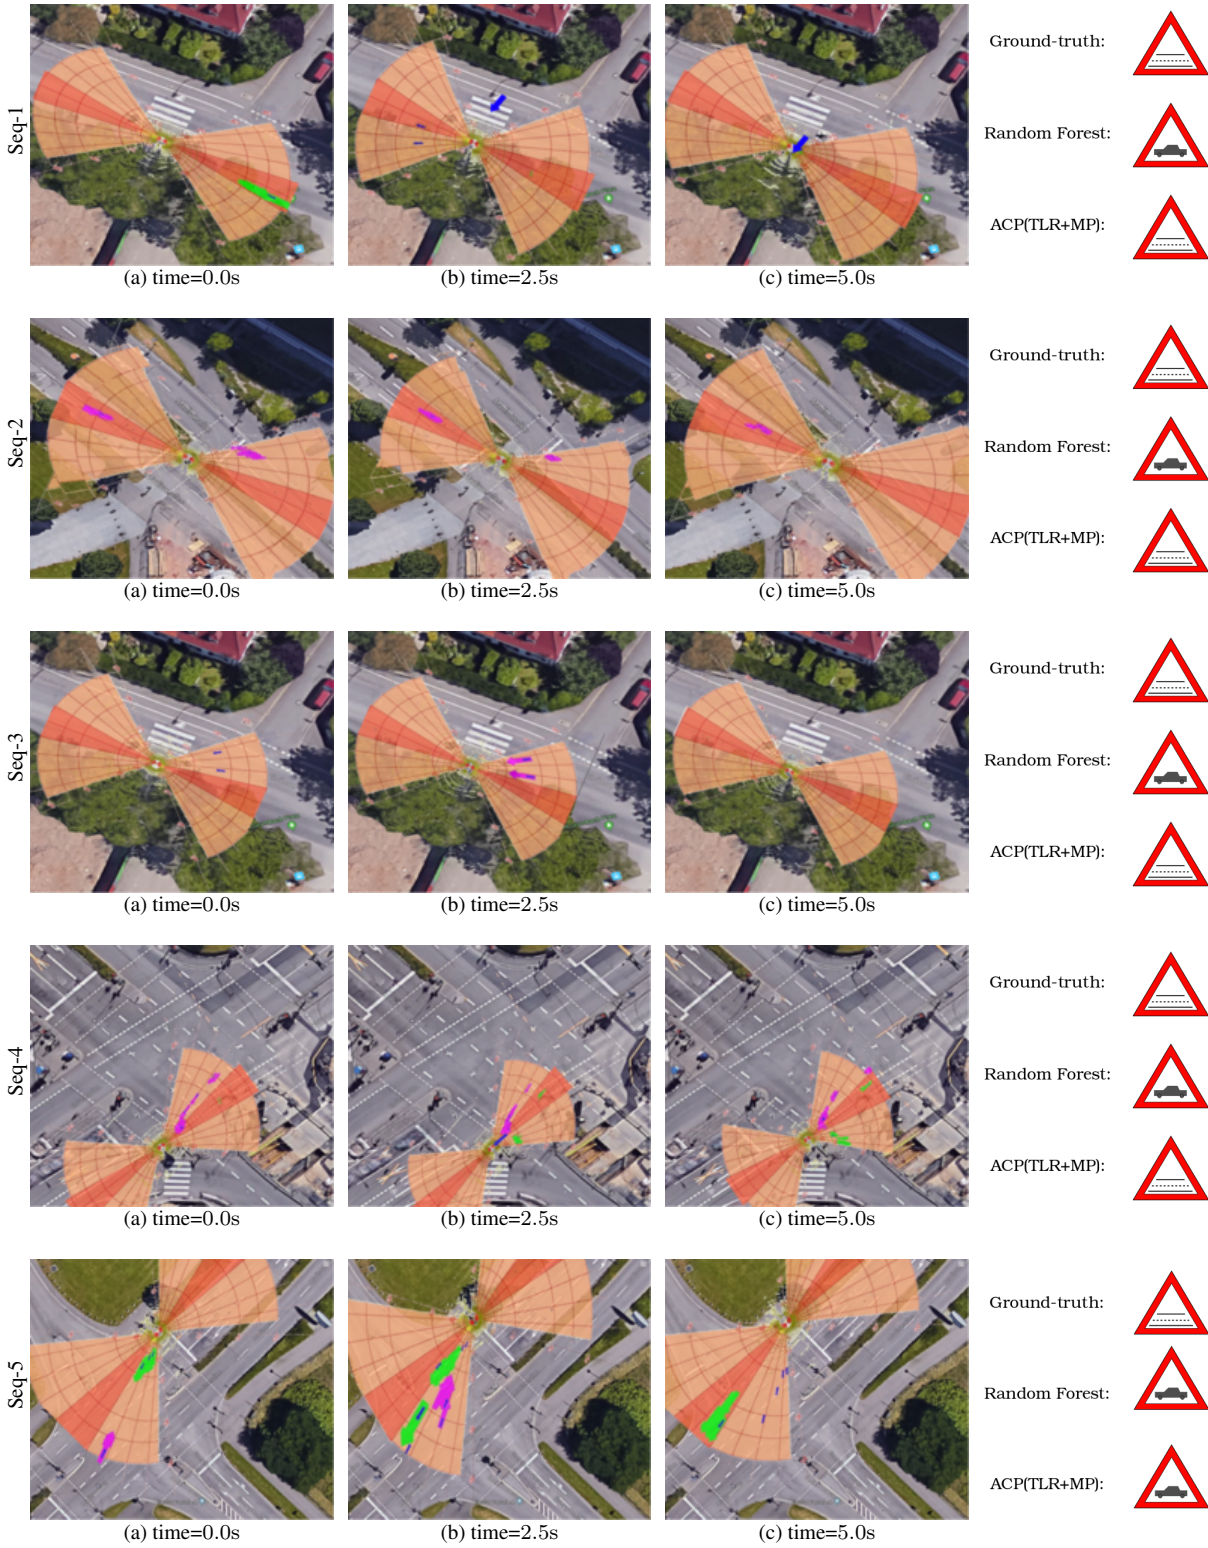 Seq-1
Ground-truth:
Random Forest:
ACP(TLR+MP):
(a) time=0.0s
(b) time=2.5s
(c) time=5.0s
Seq-2
Ground-truth:
Random Forest:
ACP(TLR+MP):
(a) time=0.0s
(b) time=2.5s
(c) time=5.0s
Seq-3
Ground-truth:
Random Forest:
ACP(TLR+MP):
(a) time=0.0s
(b) time=2.5s
(c) time=5.0s
Seq-4
Ground-truth:
Random Forest:
ACP(TLR+MP):
(a) time=0.0s
(b) time=2.5s
(c) time=5.0s
Seq-5
Ground-truth:
Random Forest:
ACP(TLR+MP):
(a) time=0.0s
(b) time=2.5s
(c) time=5.0s